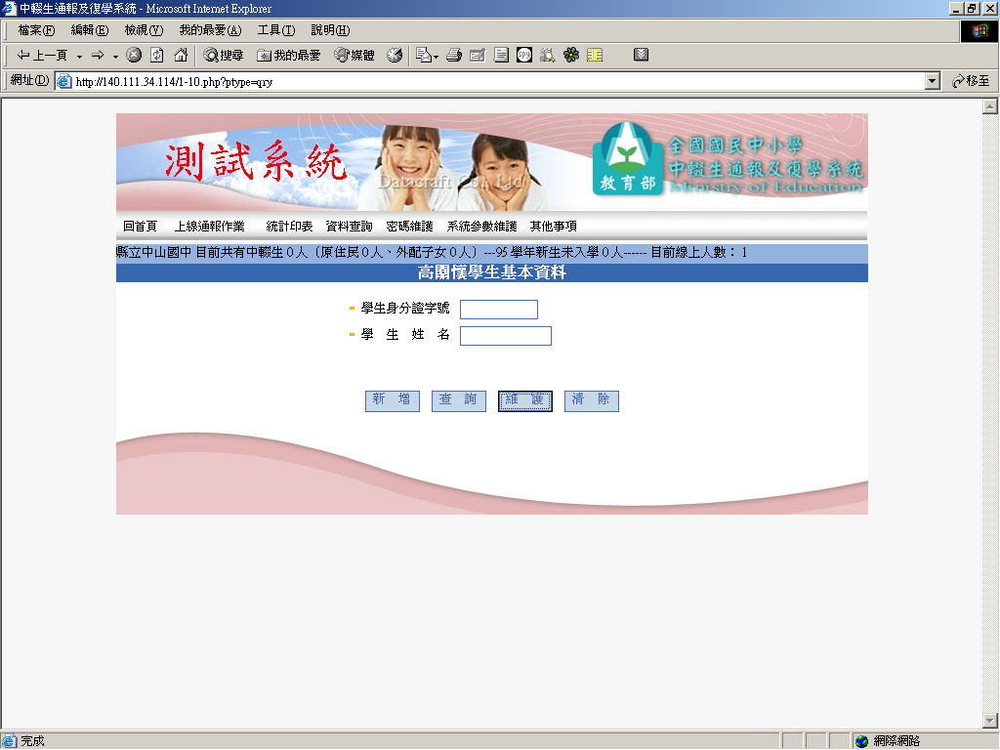 中輟生通報及復學系統 - Microsoft Internet Explorer
檔案(F) 編輯(E) 檢視(V) 我的最愛(A) 工具(T) 說明(H)
上一頁 搜尋 我的最愛 媒體
網址(D) http://140.111.34.114/1-10.php?ptype=qry 移至
測試系統
Datacraft Co., Ltd
教育部
全國國民中小學
中輟生通報及復學系統
Ministry of Education
回首頁 上線通報作業 統計印表 資料查詢 密碼維護 系統參數維護 其他事項
縣立中山國中 目前共有中輟生 0 人〔原住民 0 人、外配子女 0 人〕---95 學年新生未入學 0 人------ 目前線上人數： 1
高關懷學生基本資料
學生身分證字號
學 生 姓 名
新 增 查 詢 維 護 清 除
完成 網際網路